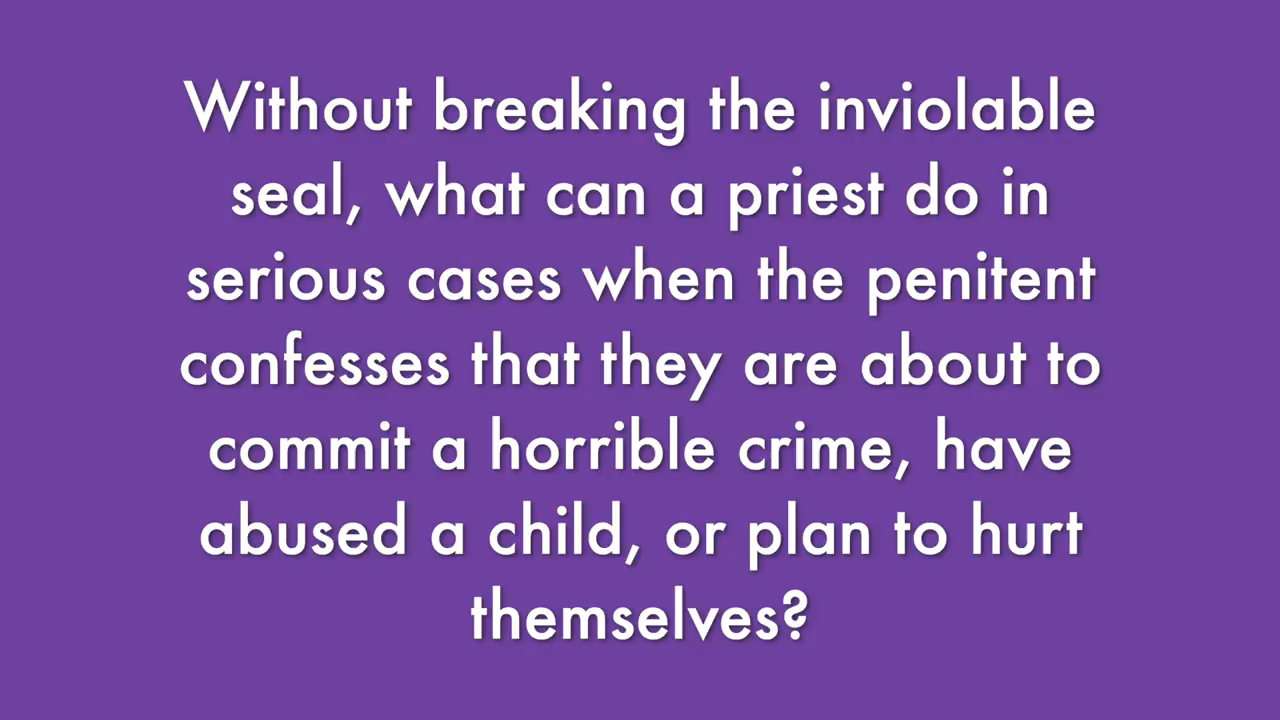 Without breaking the inviolable
seal, what can a priest do in
serious cases when the penitent
confesses that they are about to
commit a horrible crime, have
abused a child, or plan to hurt
themselves?